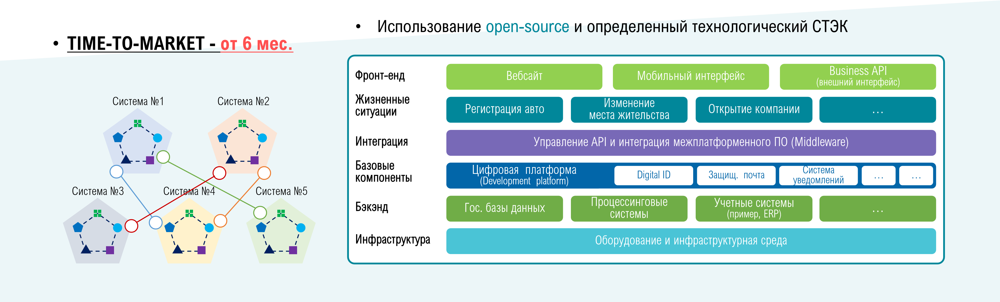 • TIME-TO-MARKET - от 6 мес.
Система №1
Система №2
Система №3
Система №4
Система №5
• Использование open-source и определенный технологический СТЭК
Фронт-енд
Вебсайт
Мобильный интерфейс
Business API
(внешний интерфейс)
Жизненные
ситуации
Регистрация авто
Изменение
места жительства
Открытие компании
...
Интеграция
Управление API и интеграция межплатформенного ПО (Middleware)
Базовые
компоненты
Цифровая платформа
(Development platform)
Digital ID
Защищ. почта
Система
уведомлений
...
...
Бэкэнд
Гос. базы данных
Процессинговые
системы
Учетные системы
(пример, ERP)
...
Инфраструктура
Оборудование и инфраструктурная среда